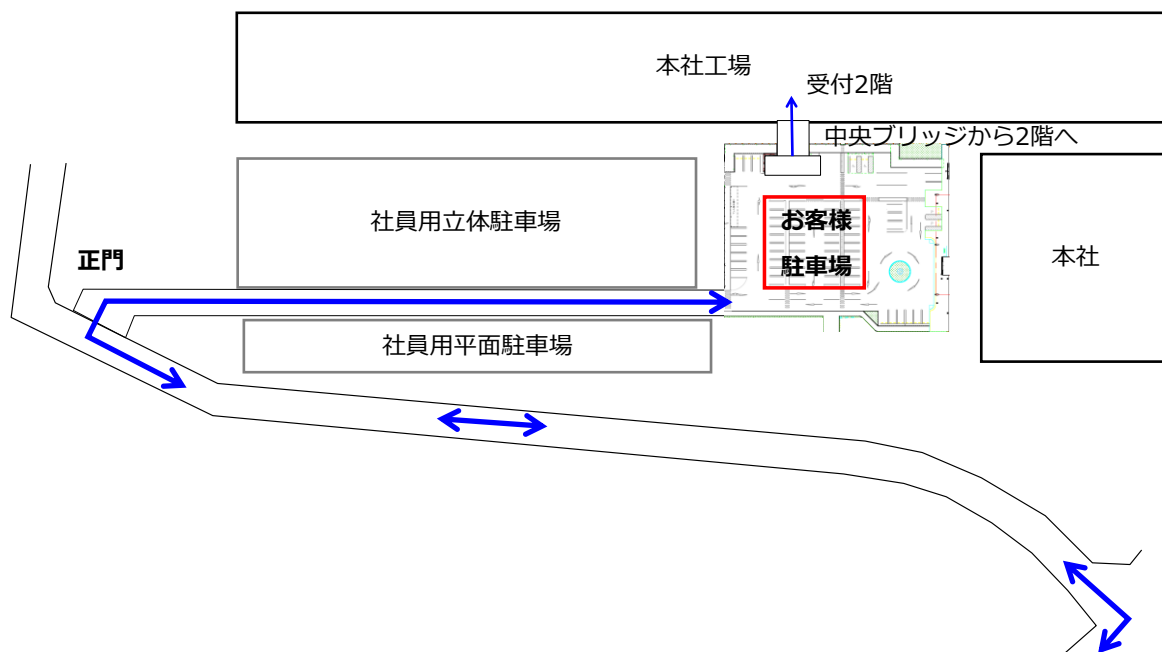 本社工場
受付2階
中央ブリッジから2階へ
社員用立体駐車場
お客様
駐車場
本社
正門
社員用平面駐車場